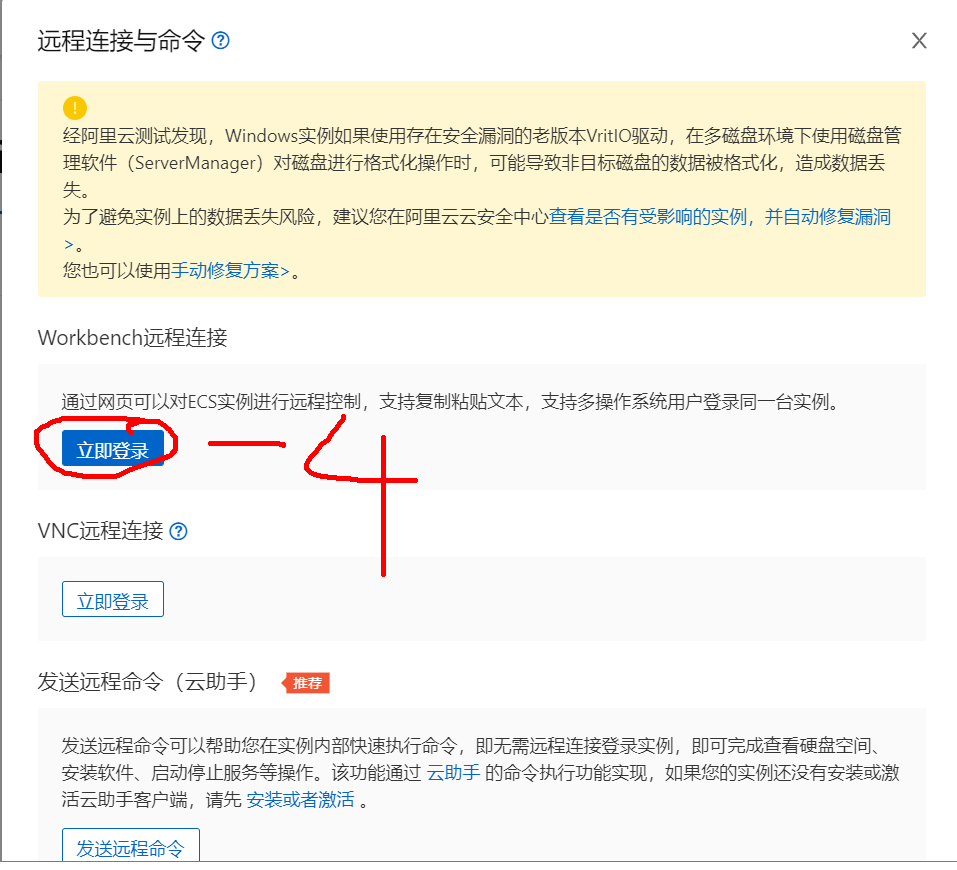 远程连接与命令
经阿里云测试发现，Windows实例如果使用存在安全漏洞的老版本VritIO驱动，在多磁盘环境下使用磁盘管
理软件（ServerManager）对磁盘进行格式化操作时，可能导致非目标磁盘的数据被格式化，造成数据丢
失。
为了避免实例上的数据丢失风险，建议您在阿里云云安全中心查看是否有受影响的实例，并自动修复漏洞
>。
您也可以使用手动修复方案>。
Workbench远程连接
通过网页可以对ECS实例进行远程控制，支持复制粘贴文本，支持多操作系统用户登录同一台实例。
立即登录 — 4
VNC远程连接
立即登录
发送远程命令（云助手） 推荐
发送远程命令可以帮助您在实例内部快速执行命令，即无需远程连接登录实例，即可完成查看硬盘空间、
安装软件、启动停止服务等操作。该功能通过 云助手 的命令执行功能实现，如果您的实例还没有安装或激
活云助手客户端，请先 安装或者激活 。
发送远程命令